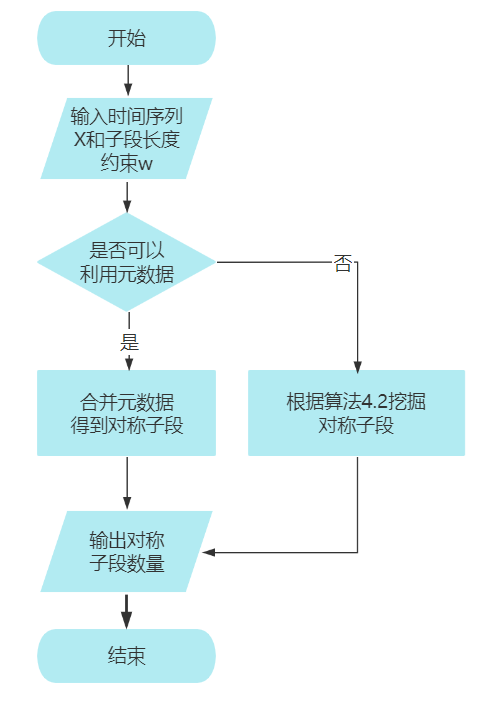 开始
输入时间序列
X和子段长度
约束w
是否可以
利用元数据
否
是
合并元数据
得到对称子段
根据算法4.2挖掘
对称子段
输出对称
子段数量
结束